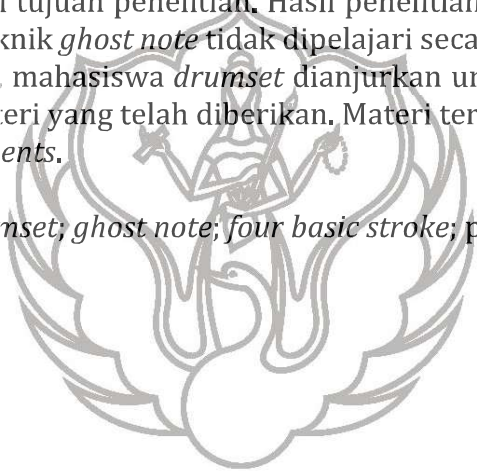 tujuan penelitian. Hasil penelitian
knik ghost note tidak dipelajari seca
, mahasiswa drumset dianjurkan un
teri yang telah diberikan. Materi ter
ents.
mset; ghost note; four basic stroke; p